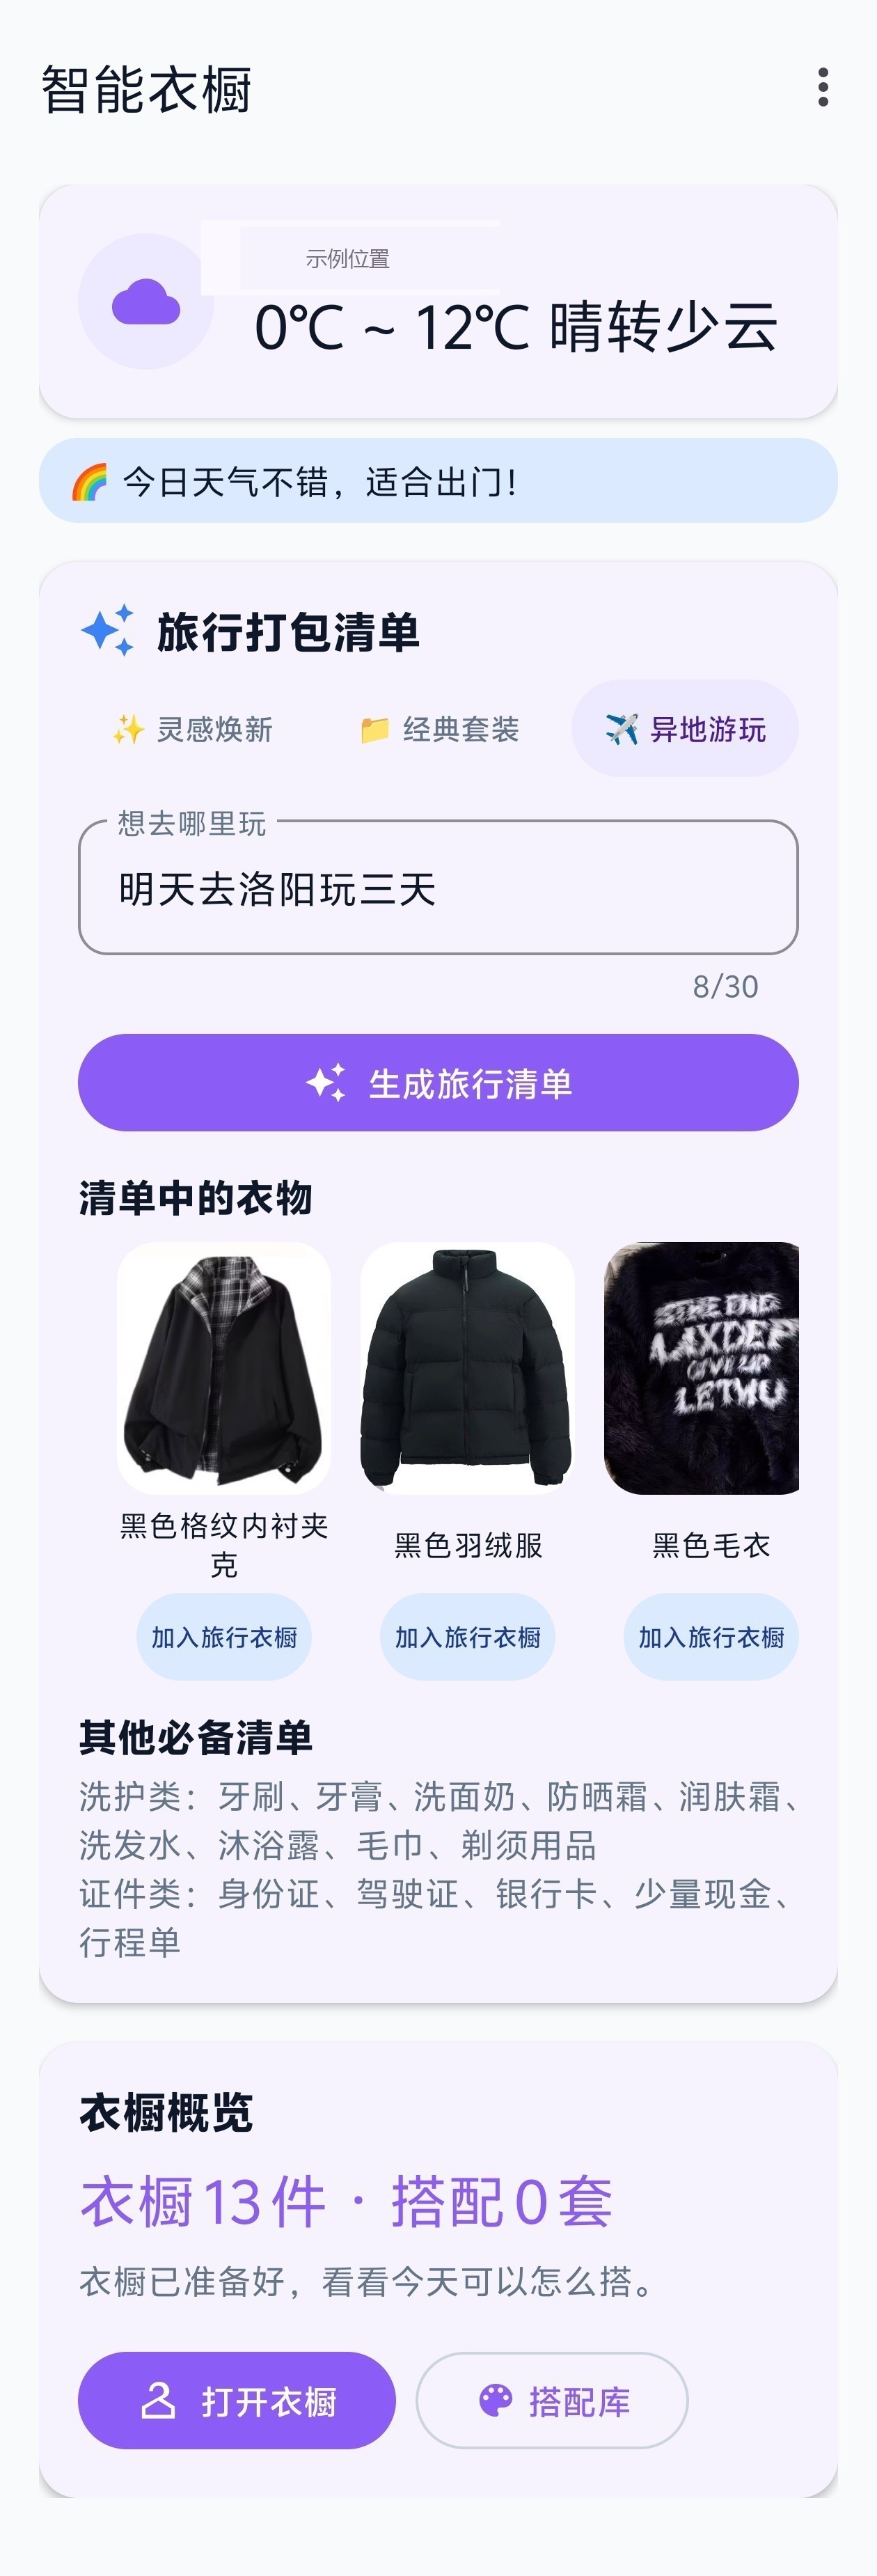 智能衣橱
示例位置
0℃ ~ 12℃ 晴转少云
🌈 今日天气不错，适合出门！
旅行打包清单
✨ 灵感焕新
📁 经典套装
✈️ 异地游玩
想去哪里玩
明天去洛阳玩三天
8/30
生成旅行清单
清单中的衣物
LETMU
黑色格纹内衬夹
克
黑色羽绒服
黑色毛衣
加入旅行衣橱
加入旅行衣橱
加入旅行衣橱
其他必备清单
洗护类：牙刷、牙膏、洗面奶、防晒霜、润肤霜、
洗发水、沐浴露、毛巾、剃须用品
证件类：身份证、驾驶证、银行卡、少量现金、
行程单
衣橱概览
衣橱13件 · 搭配0套
衣橱已准备好，看看今天可以怎么搭。
打开衣橱
搭配库